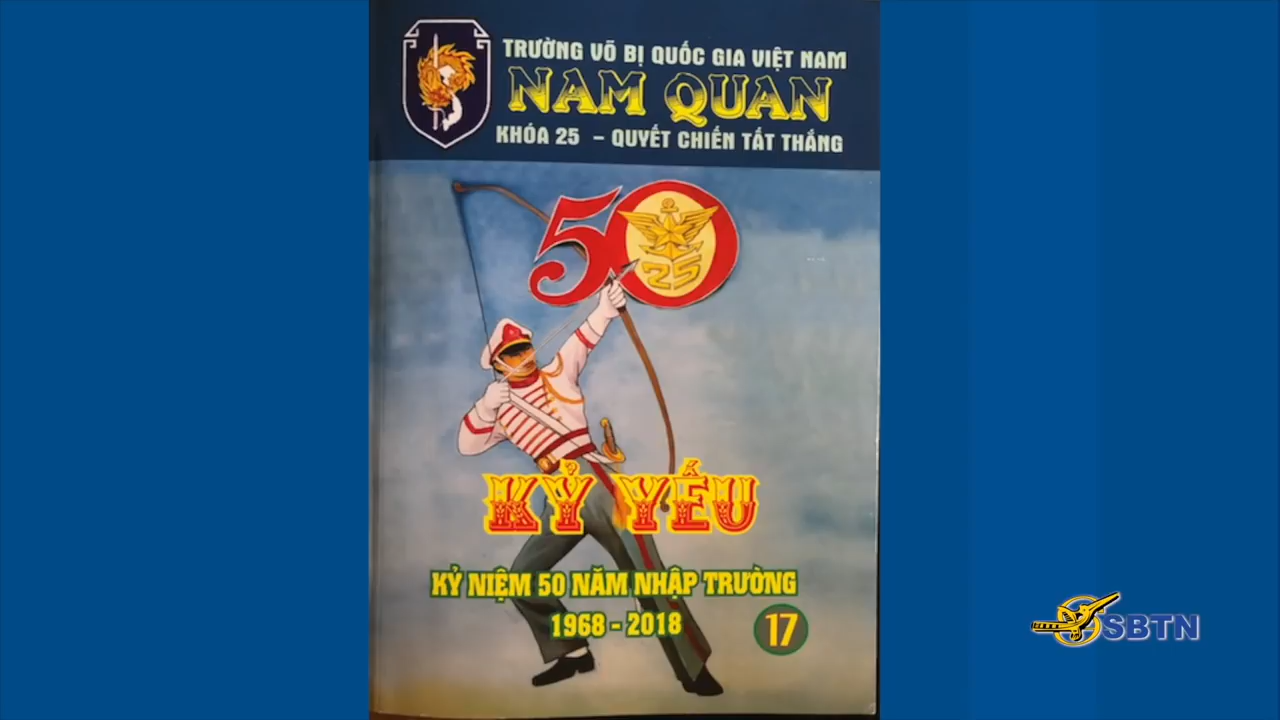 TRƯỜNG VÕ BỊ QUỐC GIA VIỆT NAM
NAM QUAN
KHÓA 25 – QUYẾT CHIẾN TẤT THẮNG
50
25
KỶ YẾU
KỶ NIỆM 50 NĂM NHẬP TRƯỜNG
1968 - 2018
17
SBTN